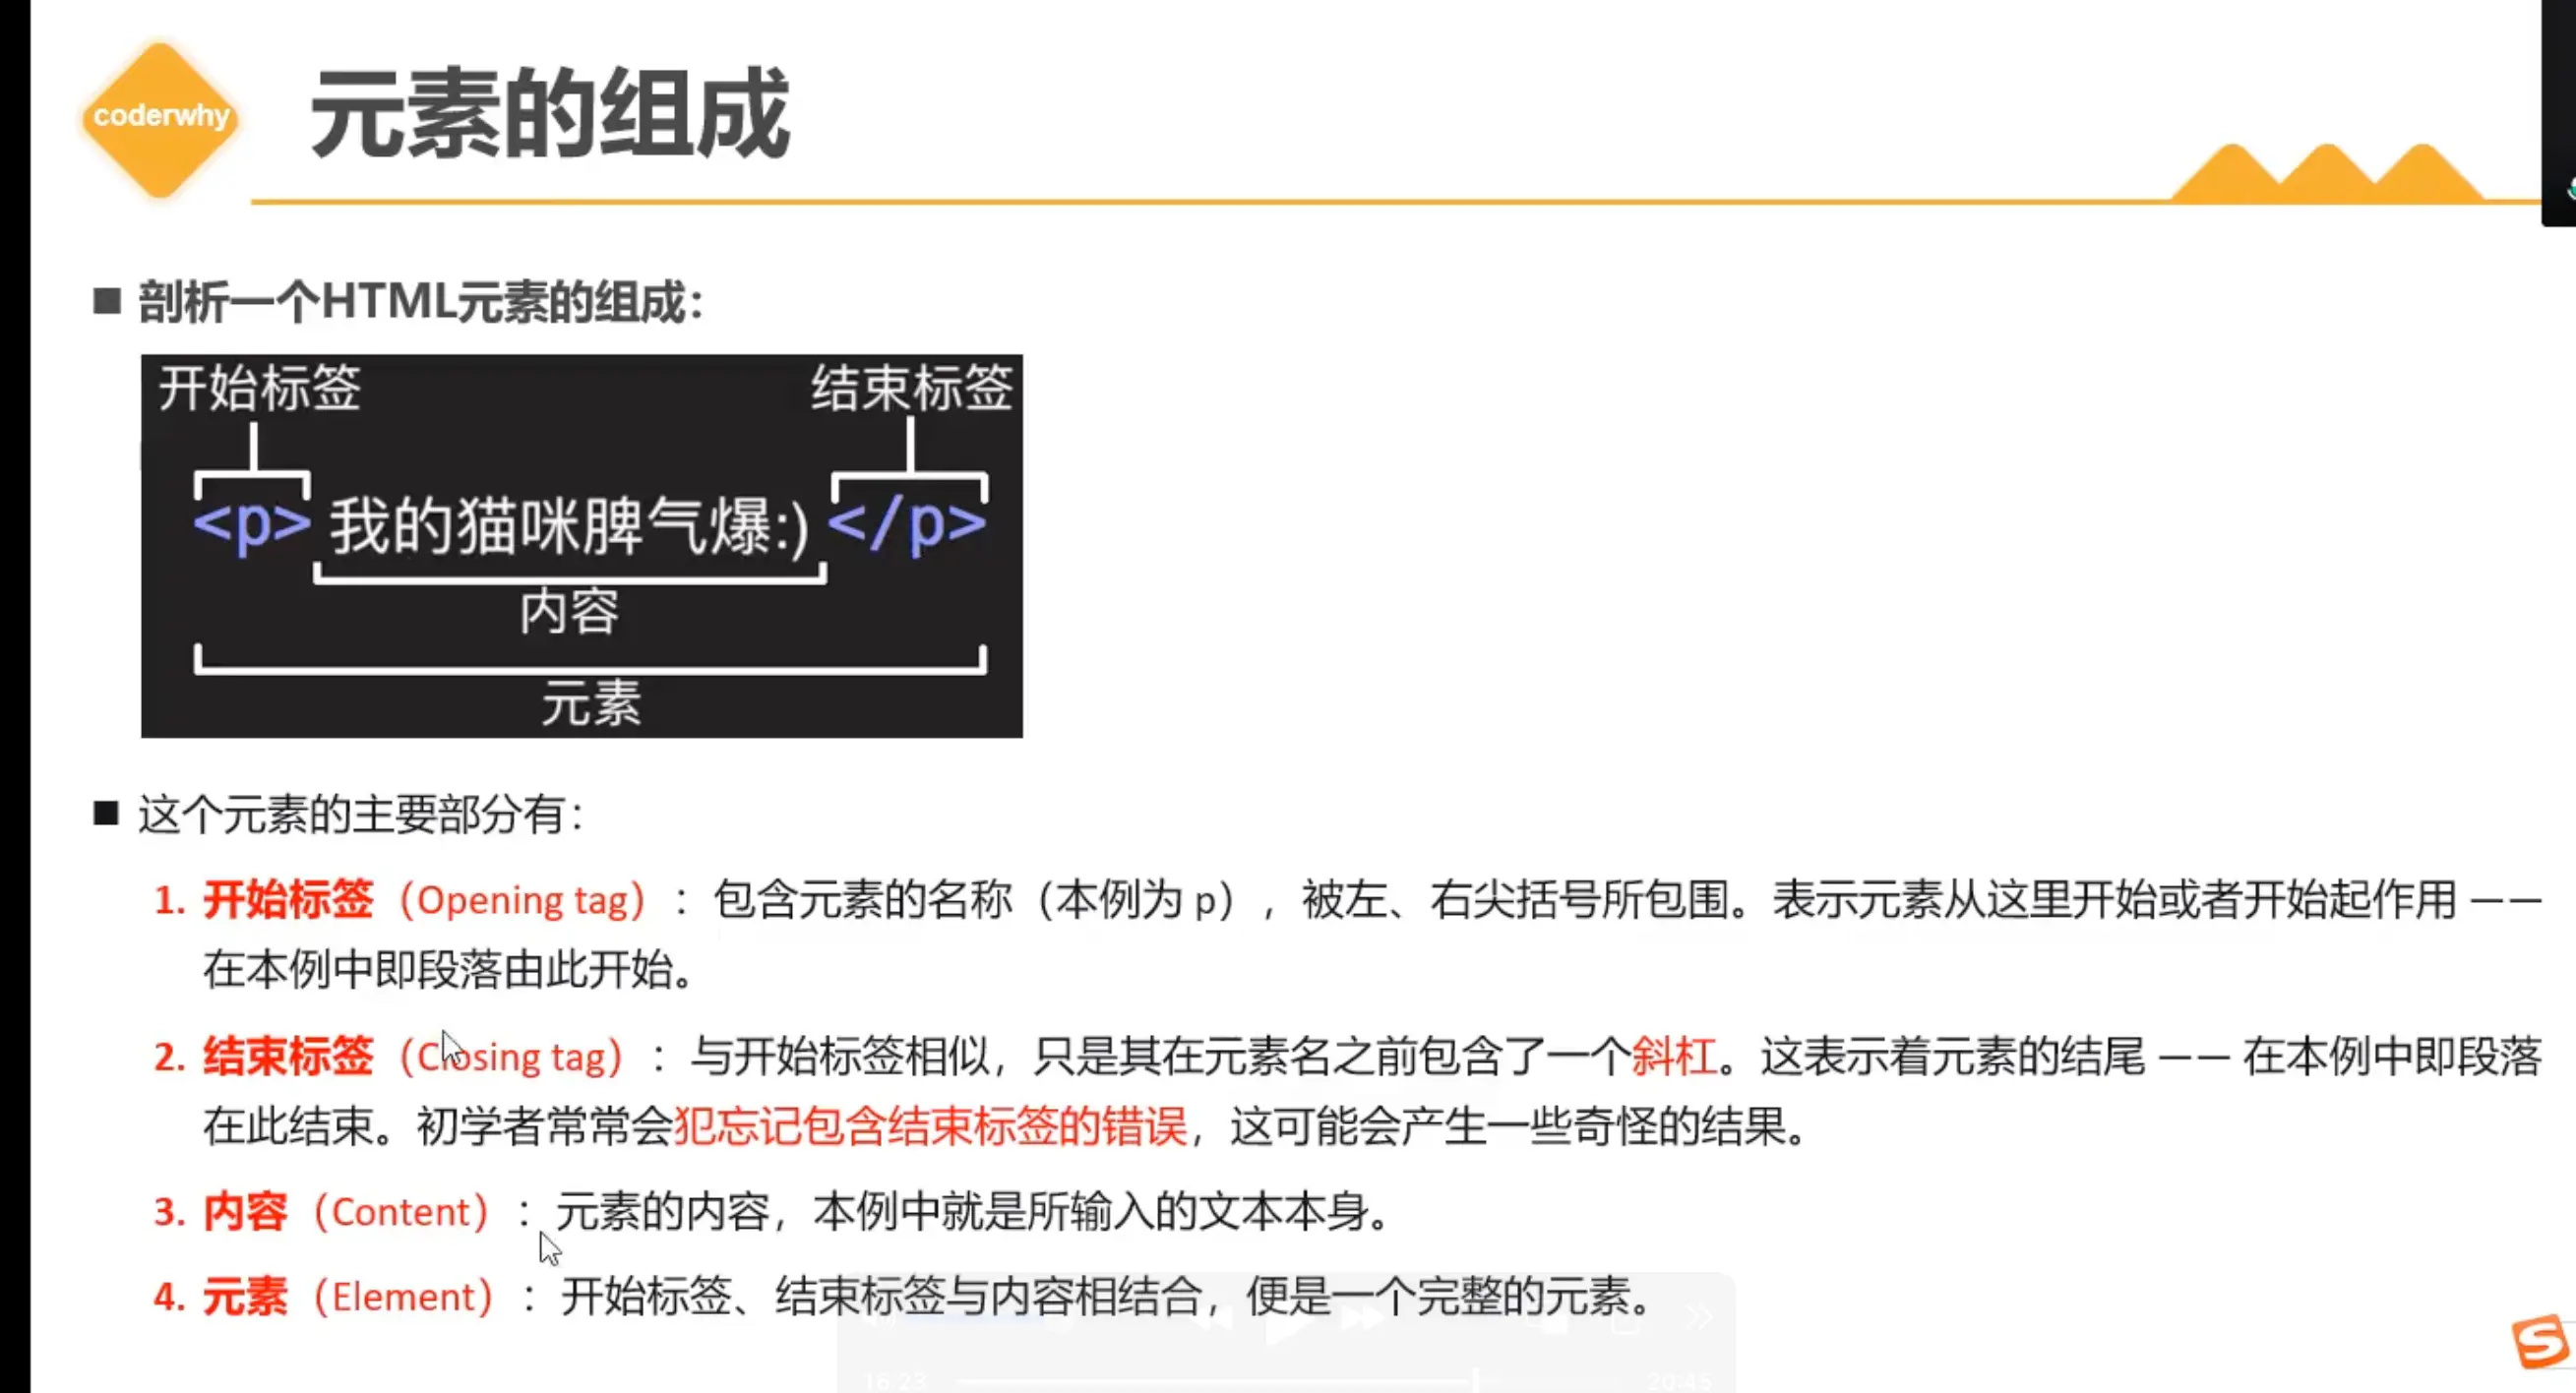 coderwhy
元素的组成
剖析一个HTML元素的组成：
开始标签 结束标签
<p> 我的猫咪脾气爆:) </p>
内容
元素
这个元素的主要部分有：
1. 开始标签（Opening tag）：包含元素的名称（本例为 p），被左、右尖括号所包围。表示元素从这里开始或者开始起作用 ——
在本例中即段落由此开始。
2. 结束标签（Closing tag）：与开始标签相似，只是其在元素名之前包含了一个斜杠。这表示着元素的结尾 —— 在本例中即段落
在此结束。初学者常常会犯忘记包含结束标签的错误，这可能会产生一些奇怪的结果。
3. 内容（Content）：元素的内容，本例中就是所输入的文本本身。
4. 元素（Element）：开始标签、结束标签与内容相结合，便是一个完整的元素。
16:23 20:45
S